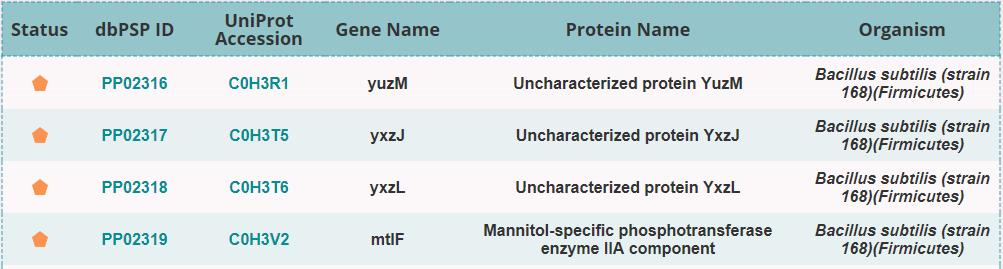 Status dbPSP ID UniProt Accession Gene Name Protein Name Organism
PP02316 C0H3R1 yuzM Uncharacterized protein YuzM Bacillus subtilis (strain 168)(Firmicutes)
PP02317 C0H3T5 yxzJ Uncharacterized protein YxzJ Bacillus subtilis (strain 168)(Firmicutes)
PP02318 C0H3T6 yxzL Uncharacterized protein YxzL Bacillus subtilis (strain 168)(Firmicutes)
PP02319 C0H3V2 mtlF Mannitol-specific phosphotransferase enzyme IIA component Bacillus subtilis (strain 168)(Firmicutes)